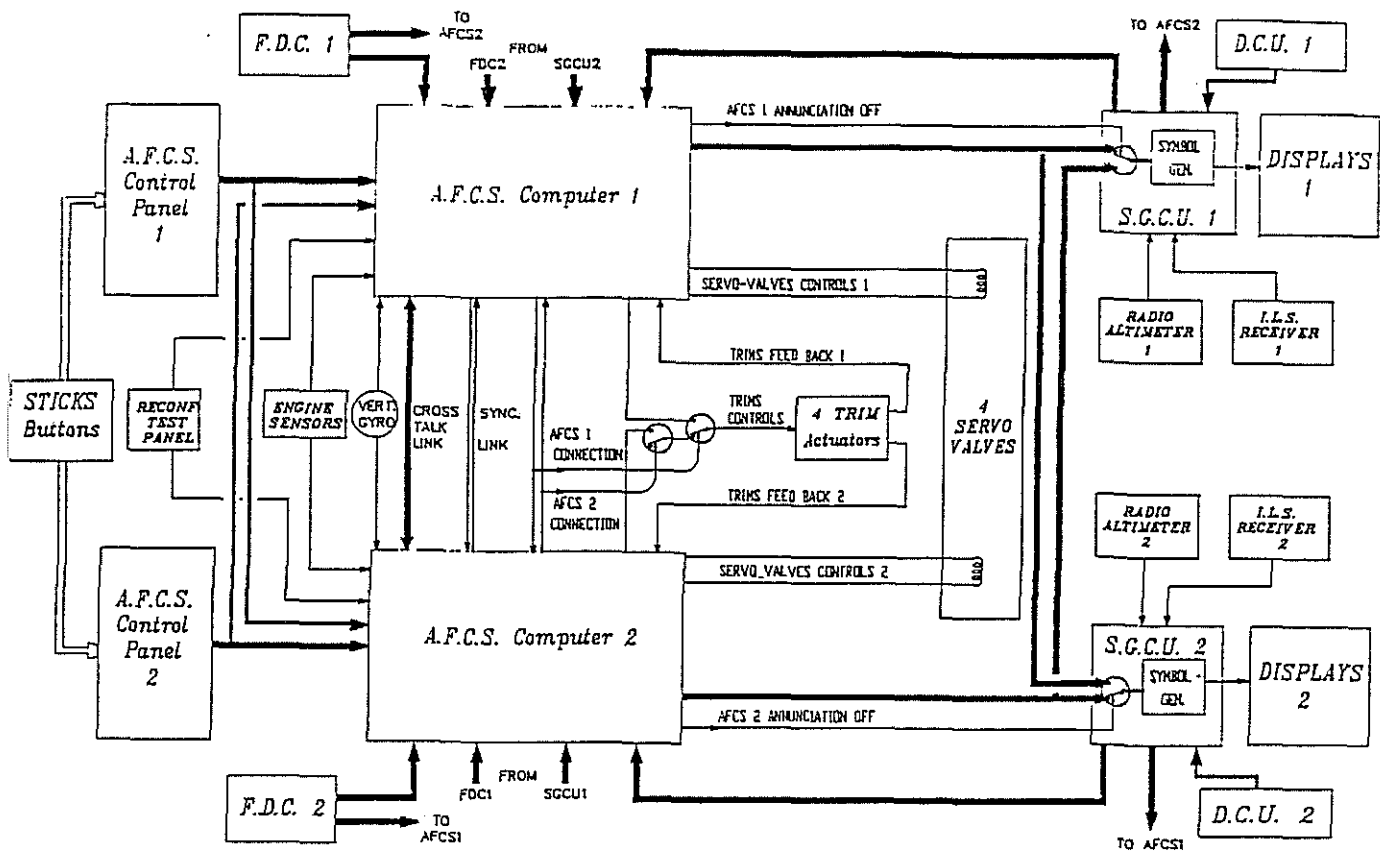 F.D.C. 1
TO
AFCS2
FROM
FDC2
SGCU2
TO AFCS2
D.C.U. 1
A.F.C.S.
Control
Panel
1
A.F.C.S. Computer 1
AFCS 1 ANNUNCIATION OFF
SYMBOL
GEN.
S.G.C.U. 1
DISPLAYS
1
SERVO-VALVES CONTROLS 1
RADIO
ALTIMETER
1
I.L.S.
RECEIVER
1
STICKS
Buttons
RECONF
TEST
PANEL
ENGINE
SENSORS
VERT.
GYRO
CROSS
TALK
LINK
SYNC.
LINK
TRIMS FEED BACK 1
TRIMS
CONTROLS
4 TRIM
Actuators
AFCS 1
CONNECTION
AFCS 2
CONNECTION
4
SERVO
VALVES
TRIMS FEED BACK 2
RADIO
ALTIMETER
2
I.L.S.
RECEIVER
2
SERVO_VALVES CONTROLS 2
A.F.C.S.
Control
Panel
2
A.F.C.S. Computer 2
S.G.C.U. 2
SYMBOL -
GEN.
DISPLAYS
2
AFCS 2 ANNUNCIATION OFF
F.D.C. 2
TO
AFCS1
FDC1
FROM
SGCU1
D.C.U. 2
TO AFCS1